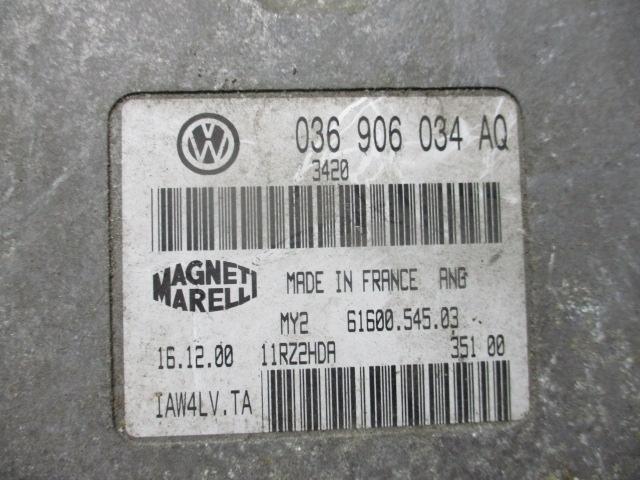 036 906 034 AQ
3420
MAGNETI MARELLI
MADE IN FRANCE ANB
MY2 61600.545.03
16.12.00 11RZ2HDA 351 00
IAW4LV.TA